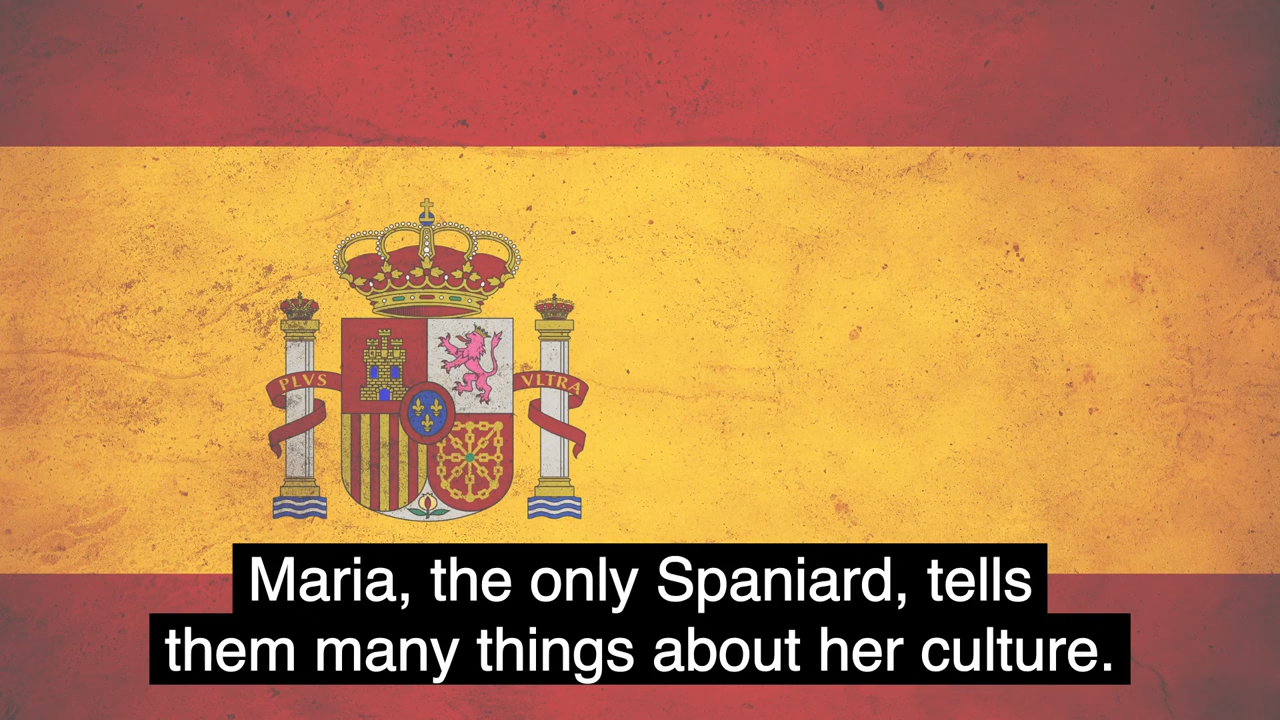 PLVS VLTRA
Maria, the only Spaniard, tells
them many things about her culture.